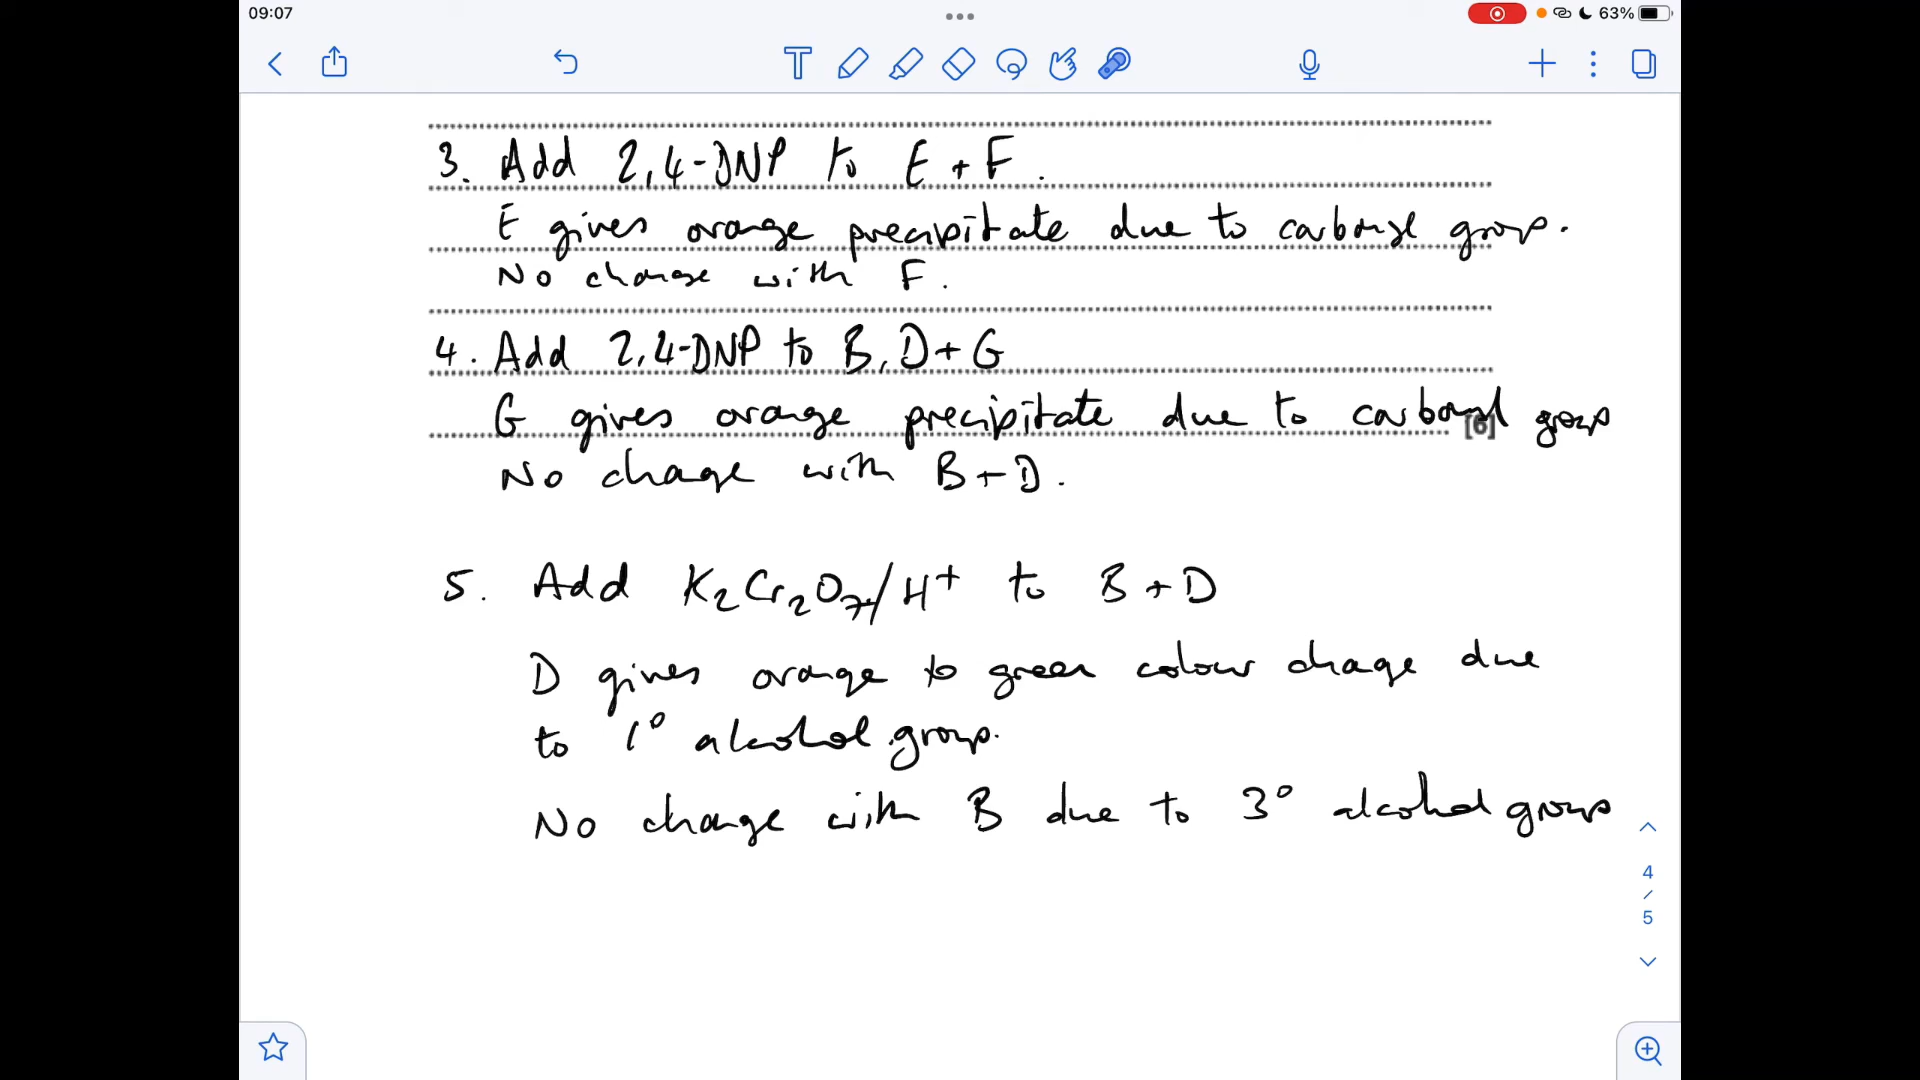 09:07
63%
3. Add 2,4-DNP to E + F.
E gives orange precipitate due to carbonyl group.
No change with F.
4. Add 2,4-DNP to B, D + G
G gives orange precipitate due to carbonyl group
[6]
No change with B + D.
5. Add K₂Cr₂O₇/H⁺ to B + D
D gives orange to green colour change due
to 1° alcohol group.
No change with B due to 3° alcohol group
4
/
5